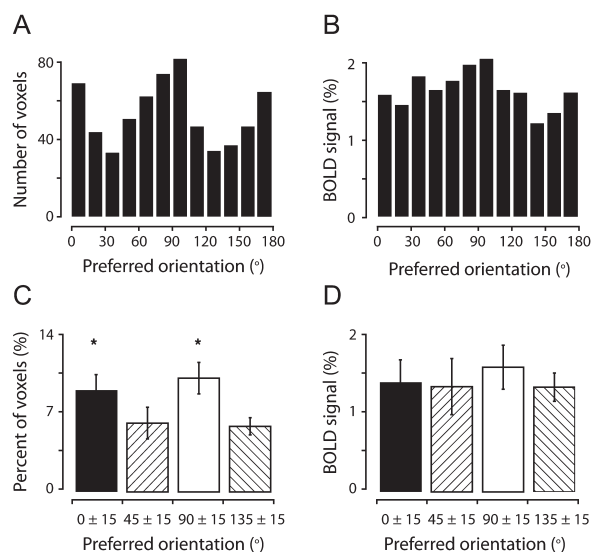 A
Number of voxels
80
40
0
0 30 60 90 120 150 180
Preferred orientation (º)
B
BOLD signal (%)
2
1
0
0 30 60 90 120 150 180
Preferred orientation (º)
C
Percent of voxels (%)
14
7
0
* *
0 ± 15 45 ± 15 90 ± 15 135 ± 15
Preferred orientation (º)
D
BOLD signal (%)
2
1
0
0 ± 15 45 ± 15 90 ± 15 135 ± 15
Preferred orientation (º)